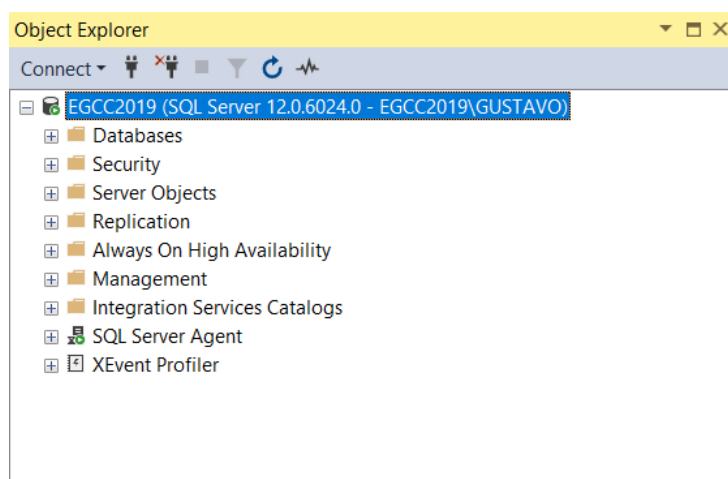 Object Explorer
Connect
EGCC2019 (SQL Server 12.0.6024.0 - EGCC2019\GUSTAVO)
Databases
Security
Server Objects
Replication
Always On High Availability
Management
Integration Services Catalogs
SQL Server Agent
XEvent Profiler